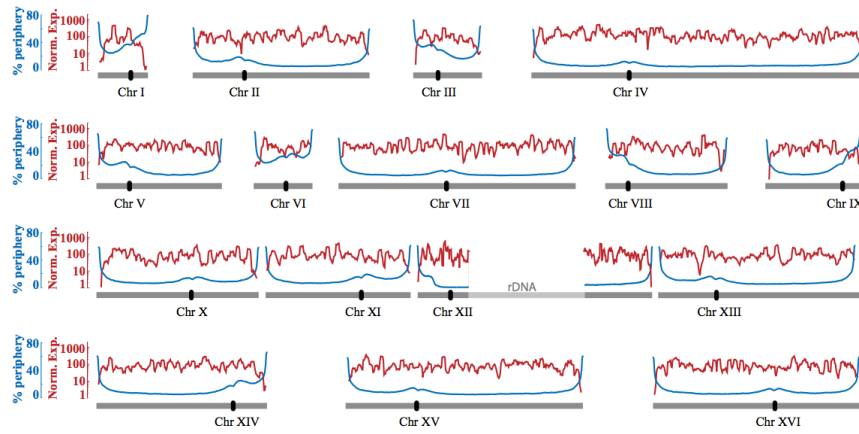 % periphery
80
40
0
Norm. Exp.
1000
100
10
1
Chr I
Chr II
Chr III
Chr IV
% periphery
80
40
0
Norm. Exp.
1000
100
10
1
Chr V
Chr VI
Chr VII
Chr VIII
Chr IX
% periphery
80
40
0
Norm. Exp.
1000
100
10
1
rDNA
Chr X
Chr XI
Chr XII
Chr XIII
% periphery
80
40
0
Norm. Exp.
1000
100
10
1
Chr XIV
Chr XV
Chr XVI